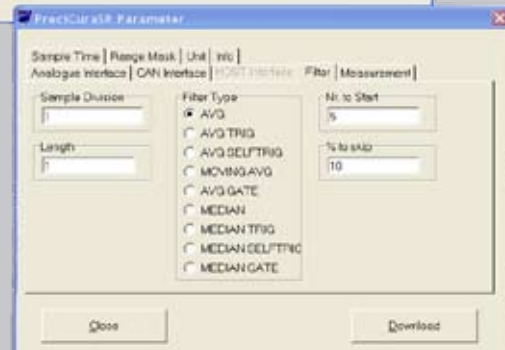 PreciCuraSR Parameter
Sample Time Range Mask Unit Info
Analogue Interface CAN Interface HOST Interface Filter Measurement
Sample Division
1
Length
1
Filter Type
AVG
AVG TRIG
AVG SELFTRIG
MOVING AVG
AVG GATE
MEDIAN
MEDIAN TRIG
MEDIAN SELFTRIG
MEDIAN GATE
Nr. to Start
5
% to skip
10
Close
Download